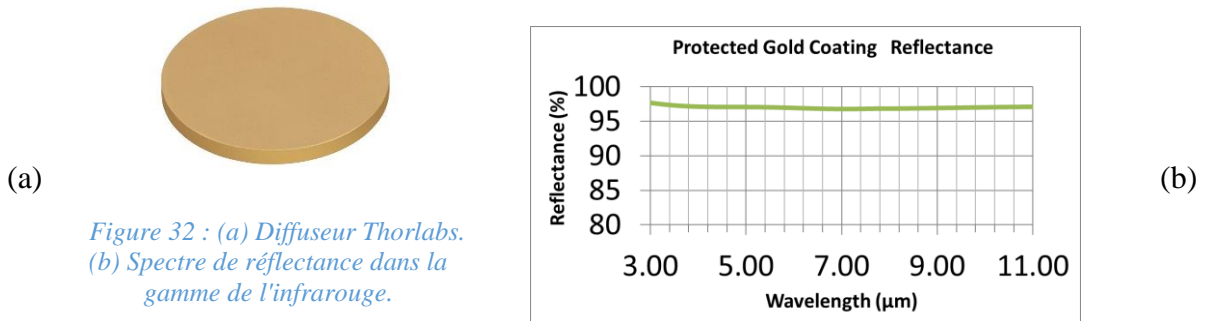 (a)
Figure 32 : (a) Diffuseur Thorlabs.
(b) Spectre de réflectance dans la
gamme de l'infrarouge.
Protected Gold Coating   Reflectance
Reflectance (%)
100
95
90
85
80
3.00 5.00 7.00 9.00 11.00
Wavelength (µm)
(b)